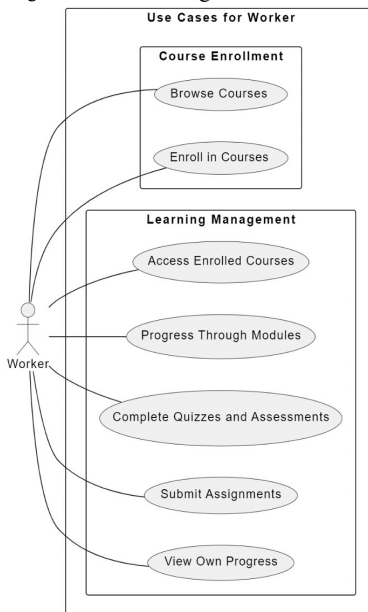 Use Cases for Worker
Course Enrollment
Browse Courses
Enroll in Courses
Learning Management
Access Enrolled Courses
Progress Through Modules
Worker
Complete Quizzes and Assessments
Submit Assignments
View Own Progress